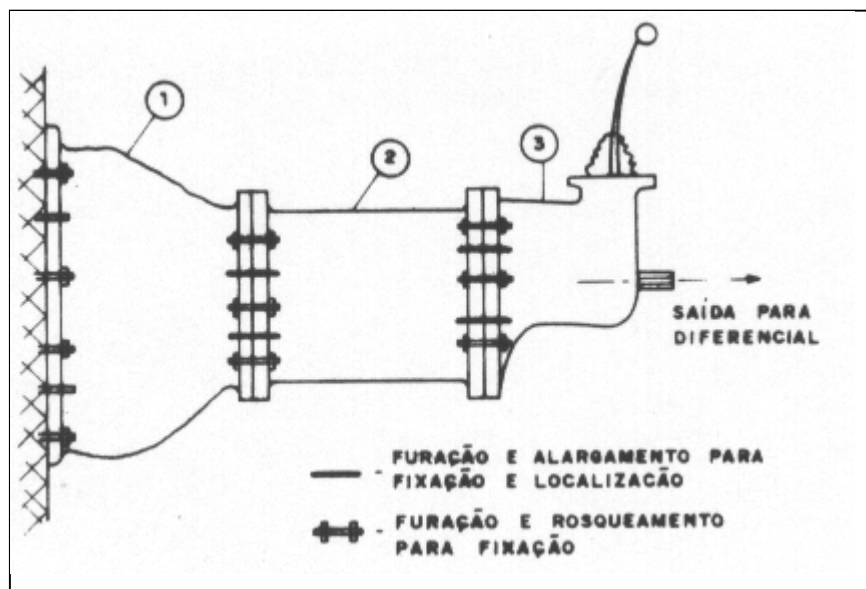 1
2
3
SAÍDA PARA
DIFERENCIAL
- FURAÇÃO E ALARGAMENTO PARA
FIXAÇÃO E LOCALIZAÇÃO
- FURAÇÃO E ROSQUEAMENTO
PARA FIXAÇÃO